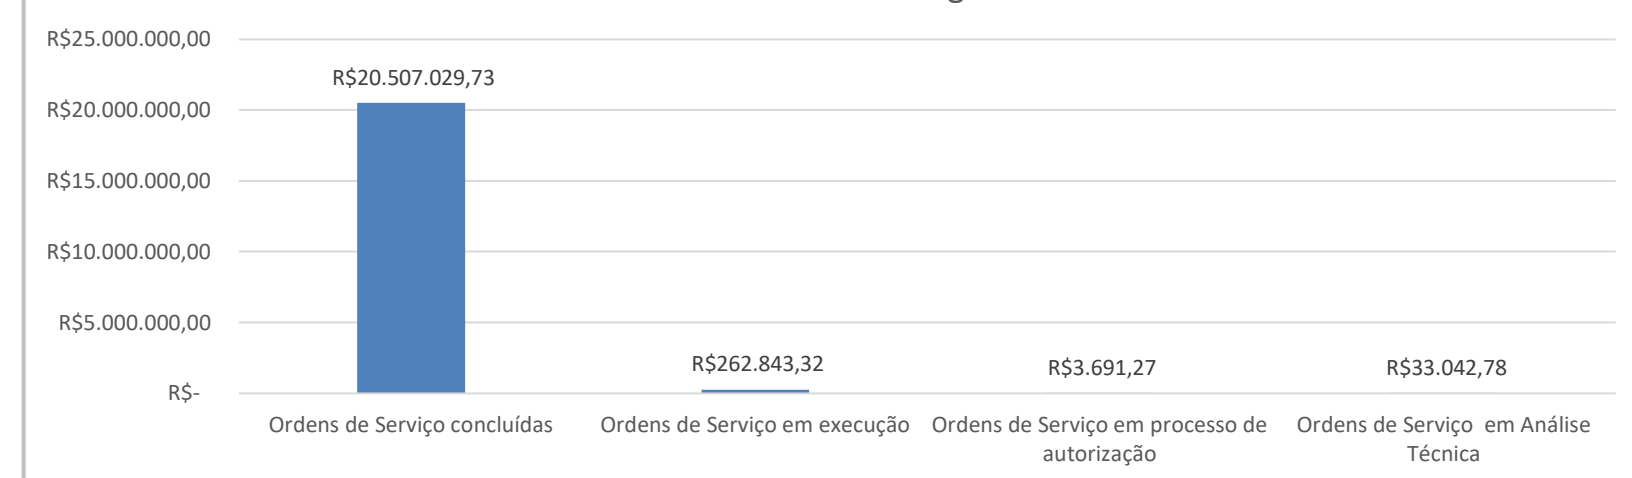 R$25.000.000,00
R$20.507.029,73
R$20.000.000,00
R$15.000.000,00
R$10.000.000,00
R$5.000.000,00
R$262.843,32
R$3.691,27
R$33.042,78
R$-
Ordens de Serviço concluídas
Ordens de Serviço em execução
Ordens de Serviço em processo de
autorização
Ordens de Serviço  em Análise
Técnica